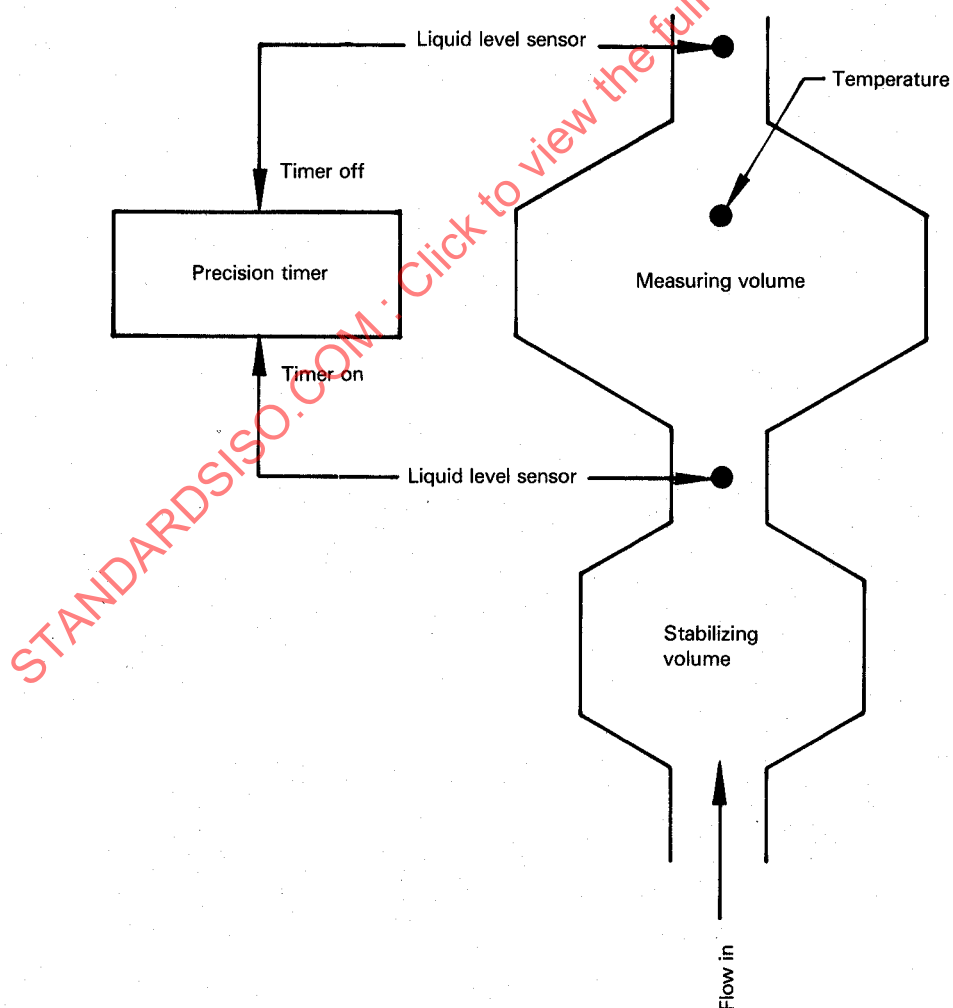 Liquid level sensor
Temperature
Timer off
Precision timer
Measuring volume
Timer on
Liquid level sensor
Stabilizing
volume
Flow in
STANDARDSISO.COM : Click to view the full